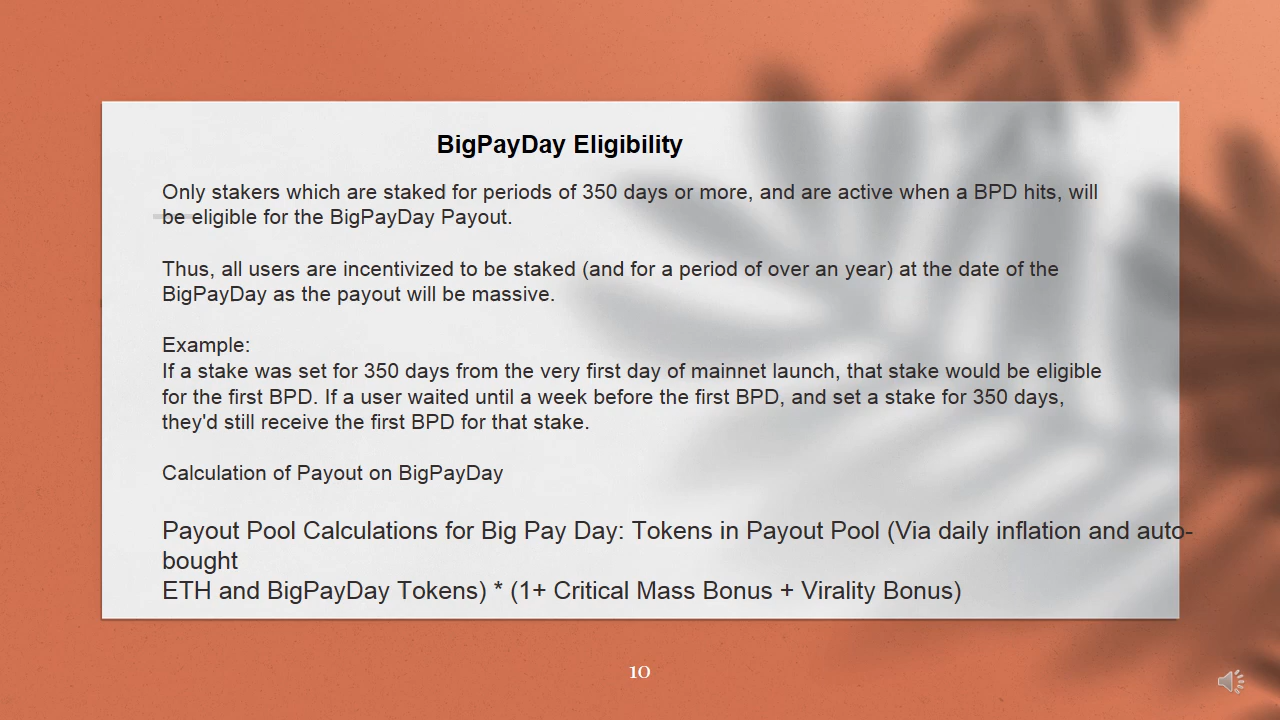 BigPayDay Eligibility
Only stakers which are staked for periods of 350 days or more, and are active when a BPD hits, will
be eligible for the BigPayDay Payout.
Thus, all users are incentivized to be staked (and for a period of over an year) at the date of the
BigPayDay as the payout will be massive.
Example:
If a stake was set for 350 days from the very first day of mainnet launch, that stake would be eligible
for the first BPD. If a user waited until a week before the first BPD, and set a stake for 350 days,
they'd still receive the first BPD for that stake.
Calculation of Payout on BigPayDay
Payout Pool Calculations for Big Pay Day: Tokens in Payout Pool (Via daily inflation and auto-
bought
ETH and BigPayDay Tokens) * (1+ Critical Mass Bonus + Virality Bonus)
10